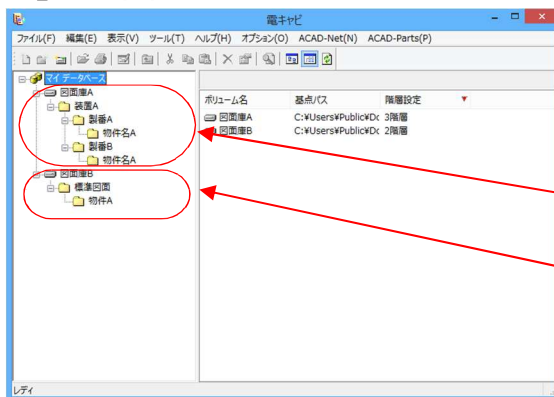 電キャビ
ファイル(F) 編集(E) 表示(V) ツール(T) ヘルプ(H) オプション(O) ACAD-Net(N) ACAD-Parts(P)
マイ データベース
図面庫A
装置A
製番A
物件名A
製番B
物件名A
図面庫B
標準図面
物件A
ボリューム名 基点パス 階層設定
図面庫A C:¥Users¥Public¥Dc 3階層
図面庫B C:¥Users¥Public¥Dc 2階層
レディ